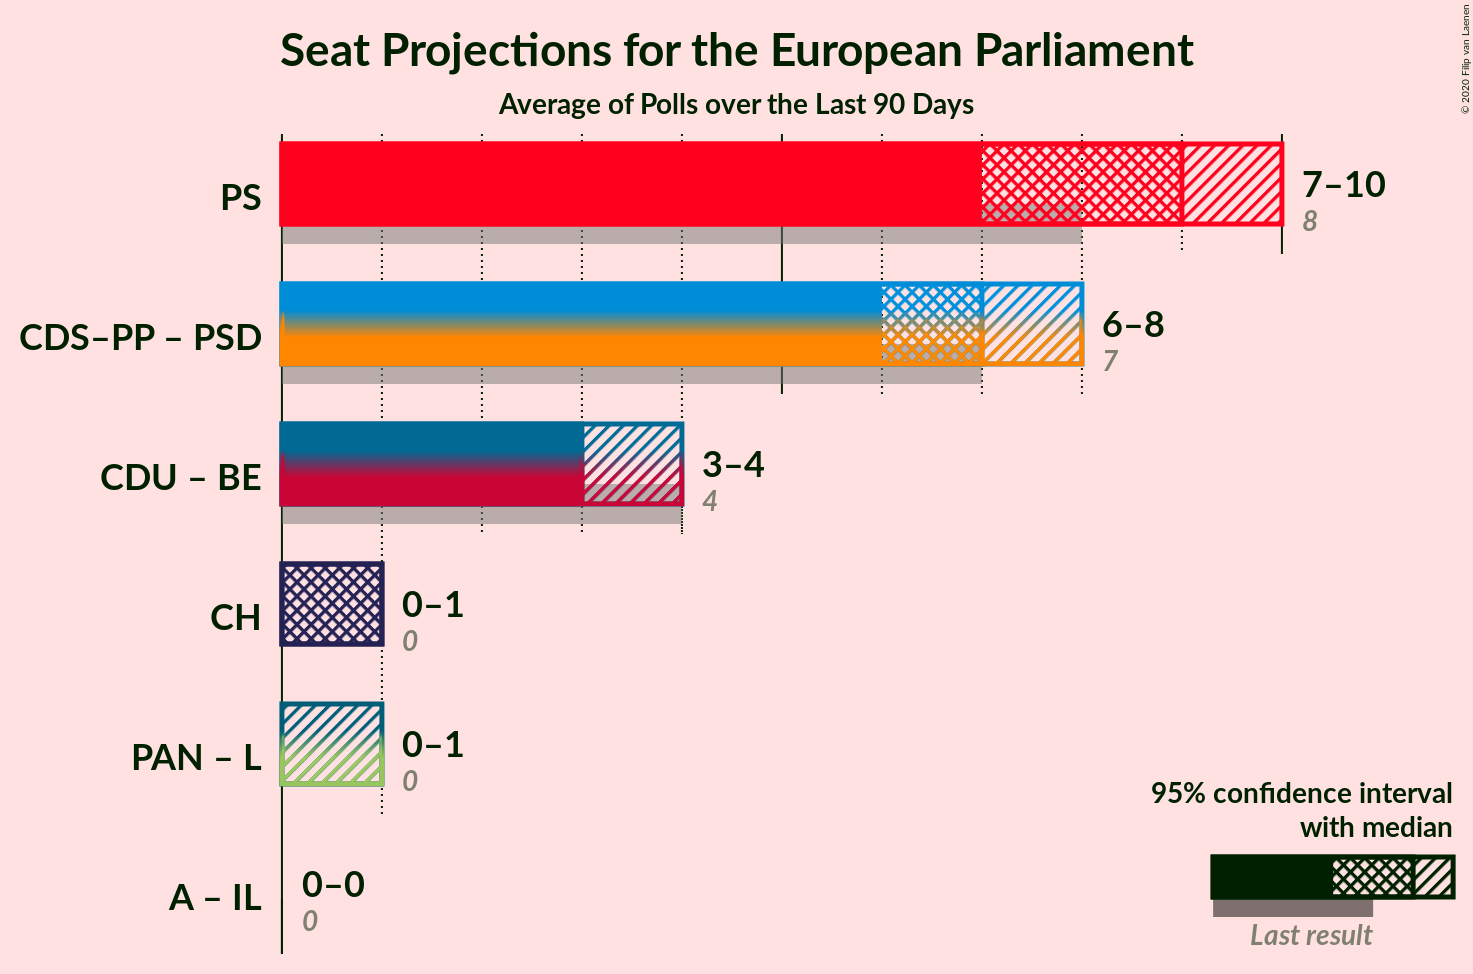 Seat Projections for the European Parliament
Average of Polls over the Last 90 Days
© 2020 Filip van Laenen
PS
7–10
8
CDS–PP – PSD
6–8
7
CDU – BE
3–4
4
CH
0–1
0
PAN – L
0–1
0
A – IL
0–0
0
95% confidence interval
with median
Last result